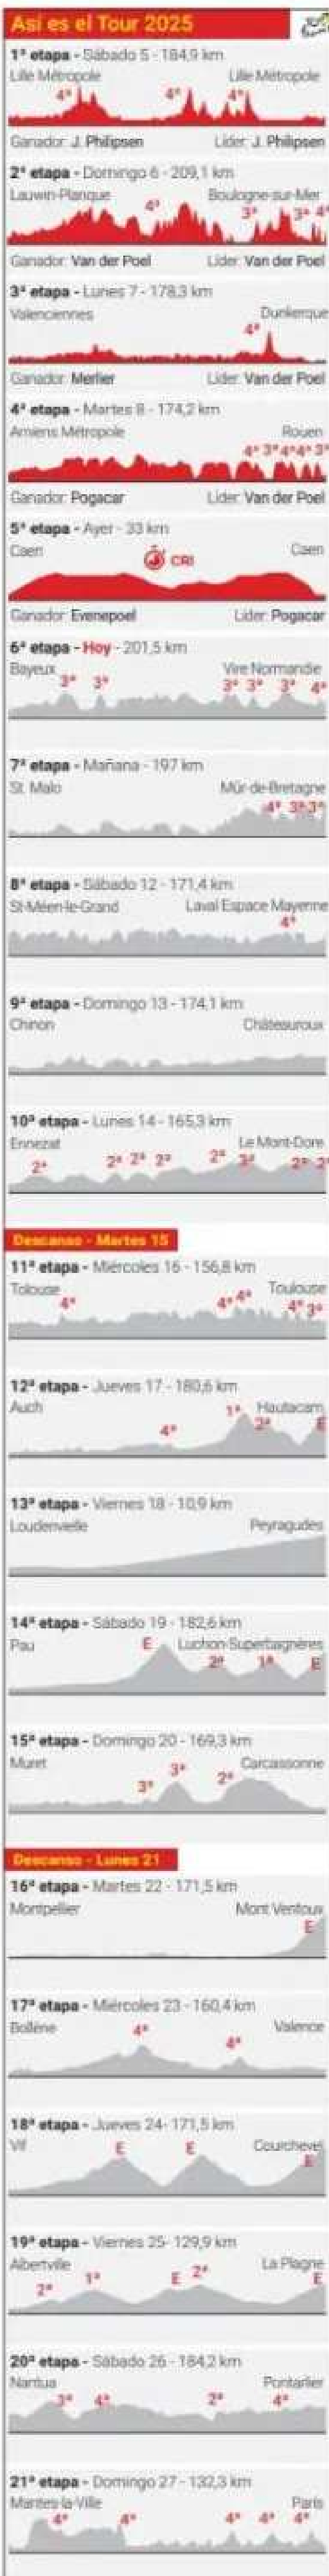 Así es el Tour 2025
1ª etapa - Sábado 5 - 184,9 km
Lille Métropole Lille Métropole
4ª 4ª 4ª
Ganador: J. Philipsen Líder: J. Philipsen
2ª etapa - Domingo 6 - 209,1 km
Lauwin-Planque Boulogne-sur-Mer
4ª 3ª 3ª 4ª
Ganador: Van der Poel Líder: Van der Poel
3ª etapa - Lunes 7 - 178,3 km
Valenciennes Dunkerque
4ª
Ganador: Merlier Líder: Van der Poel
4ª etapa - Martes 8 - 174,2 km
Amiens Métropole Rouen
4ª 3ª 4ª 4ª 3ª
Ganador: Pogacar Líder: Van der Poel
5ª etapa - Ayer - 33 km
Caen Caen
CRI
Ganador: Evenepoel Líder: Pogacar
6ª etapa - Hoy - 201,5 km
Bayeux Vire Normandie
3ª 3ª 3ª 3ª 3ª 4ª
7ª etapa - Mañana - 197 km
St. Malo Mûr-de-Bretagne
4ª 3ª 3ª
8ª etapa - Sábado 12 - 171,4 km
St-Méen-le-Grand Laval Espace Mayenne
4ª
9ª etapa - Domingo 13 - 174,1 km
Chinon Châteauroux
10ª etapa - Lunes 14 - 165,3 km
Ennezat Le Mont-Dore
2ª 2ª 2ª 2ª 2ª 3ª 2ª 2ª
Descanso - Martes 15
11ª etapa - Miércoles 16 - 156,8 km
Tolouse Toulouse
4ª 4ª 4ª 4ª 3ª
12ª etapa - Jueves 17 - 180,6 km
Auch Hautacam
4ª 1ª 2ª E
13ª etapa - Viernes 18 - 10,9 km
Loudenvielle Peyragudes
14ª etapa - Sábado 19 - 182,6 km
Pau E Luchon-Superbagnères
2ª 1ª E
15ª etapa - Domingo 20 - 169,3 km
Muret Carcassonne
3ª 3ª 2ª
Descanso - Lunes 21
16ª etapa - Martes 22 - 171,5 km
Montpellier Mont Ventoux
E
17ª etapa - Miércoles 23 - 160,4 km
Bollène Valence
4ª 4ª
18ª etapa - Jueves 24- 171,5 km
Vif Courchevel
E E E
19ª etapa - Viernes 25- 129,9 km
Albertville La Plagne
2ª 1ª E 2ª E
20ª etapa - Sábado 26 - 184,2 km
Nantua Pontarlier
3ª 4ª 2ª 4ª
21ª etapa - Domingo 27 - 132,3 km
Mantes-la-Ville Paris
4ª 4ª 4ª 4ª 4ª